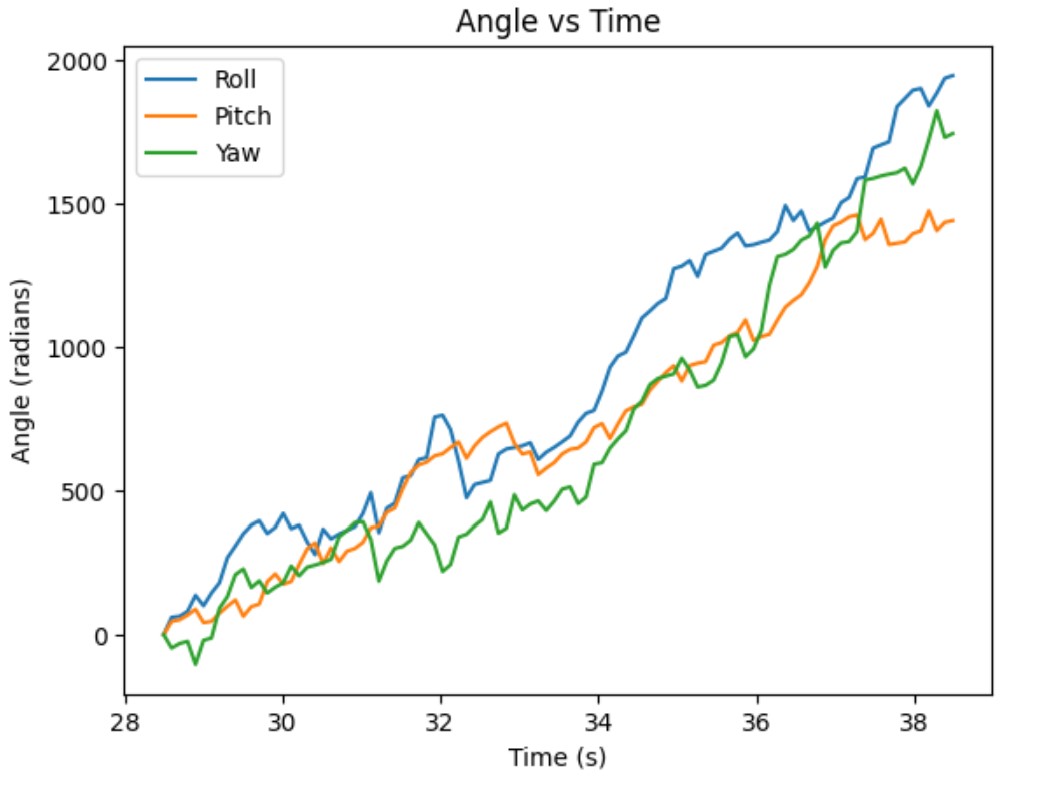 Angle vs Time
Roll
Pitch
Yaw
Angle (radians)
2000
1500
1000
500
0
28 30 32 34 36 38
Time (s)